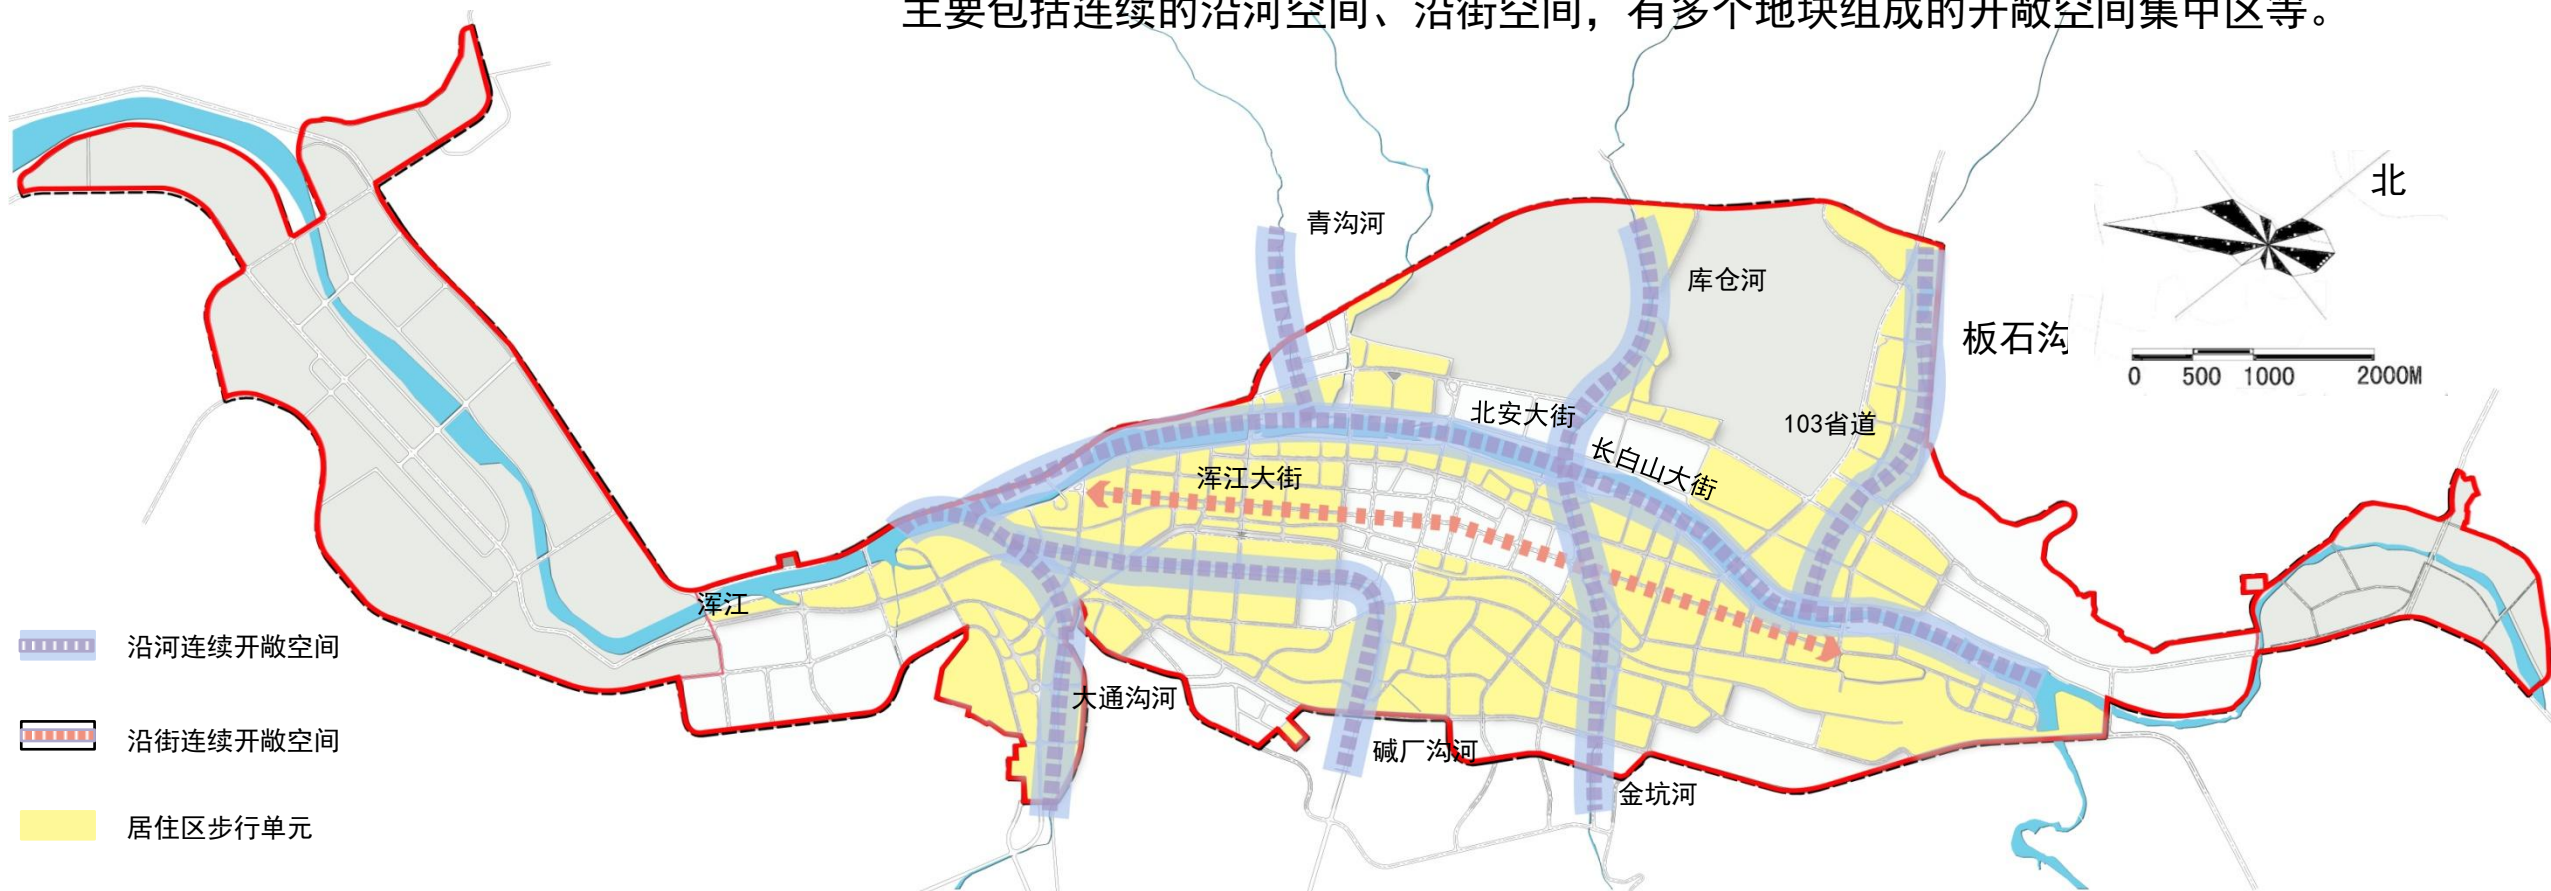 主要包括连续的沿河空间、沿街空间，有多个地块组成的开敞空间集中区等。
北
青沟河
库仓河
板石沟
0 500 1000 2000M
北安大街
103省道
长白山大街
浑江大街
浑江
沿河连续开敞空间
大通沟河
沿街连续开敞空间
碱厂沟河
金坑河
居住区步行单元